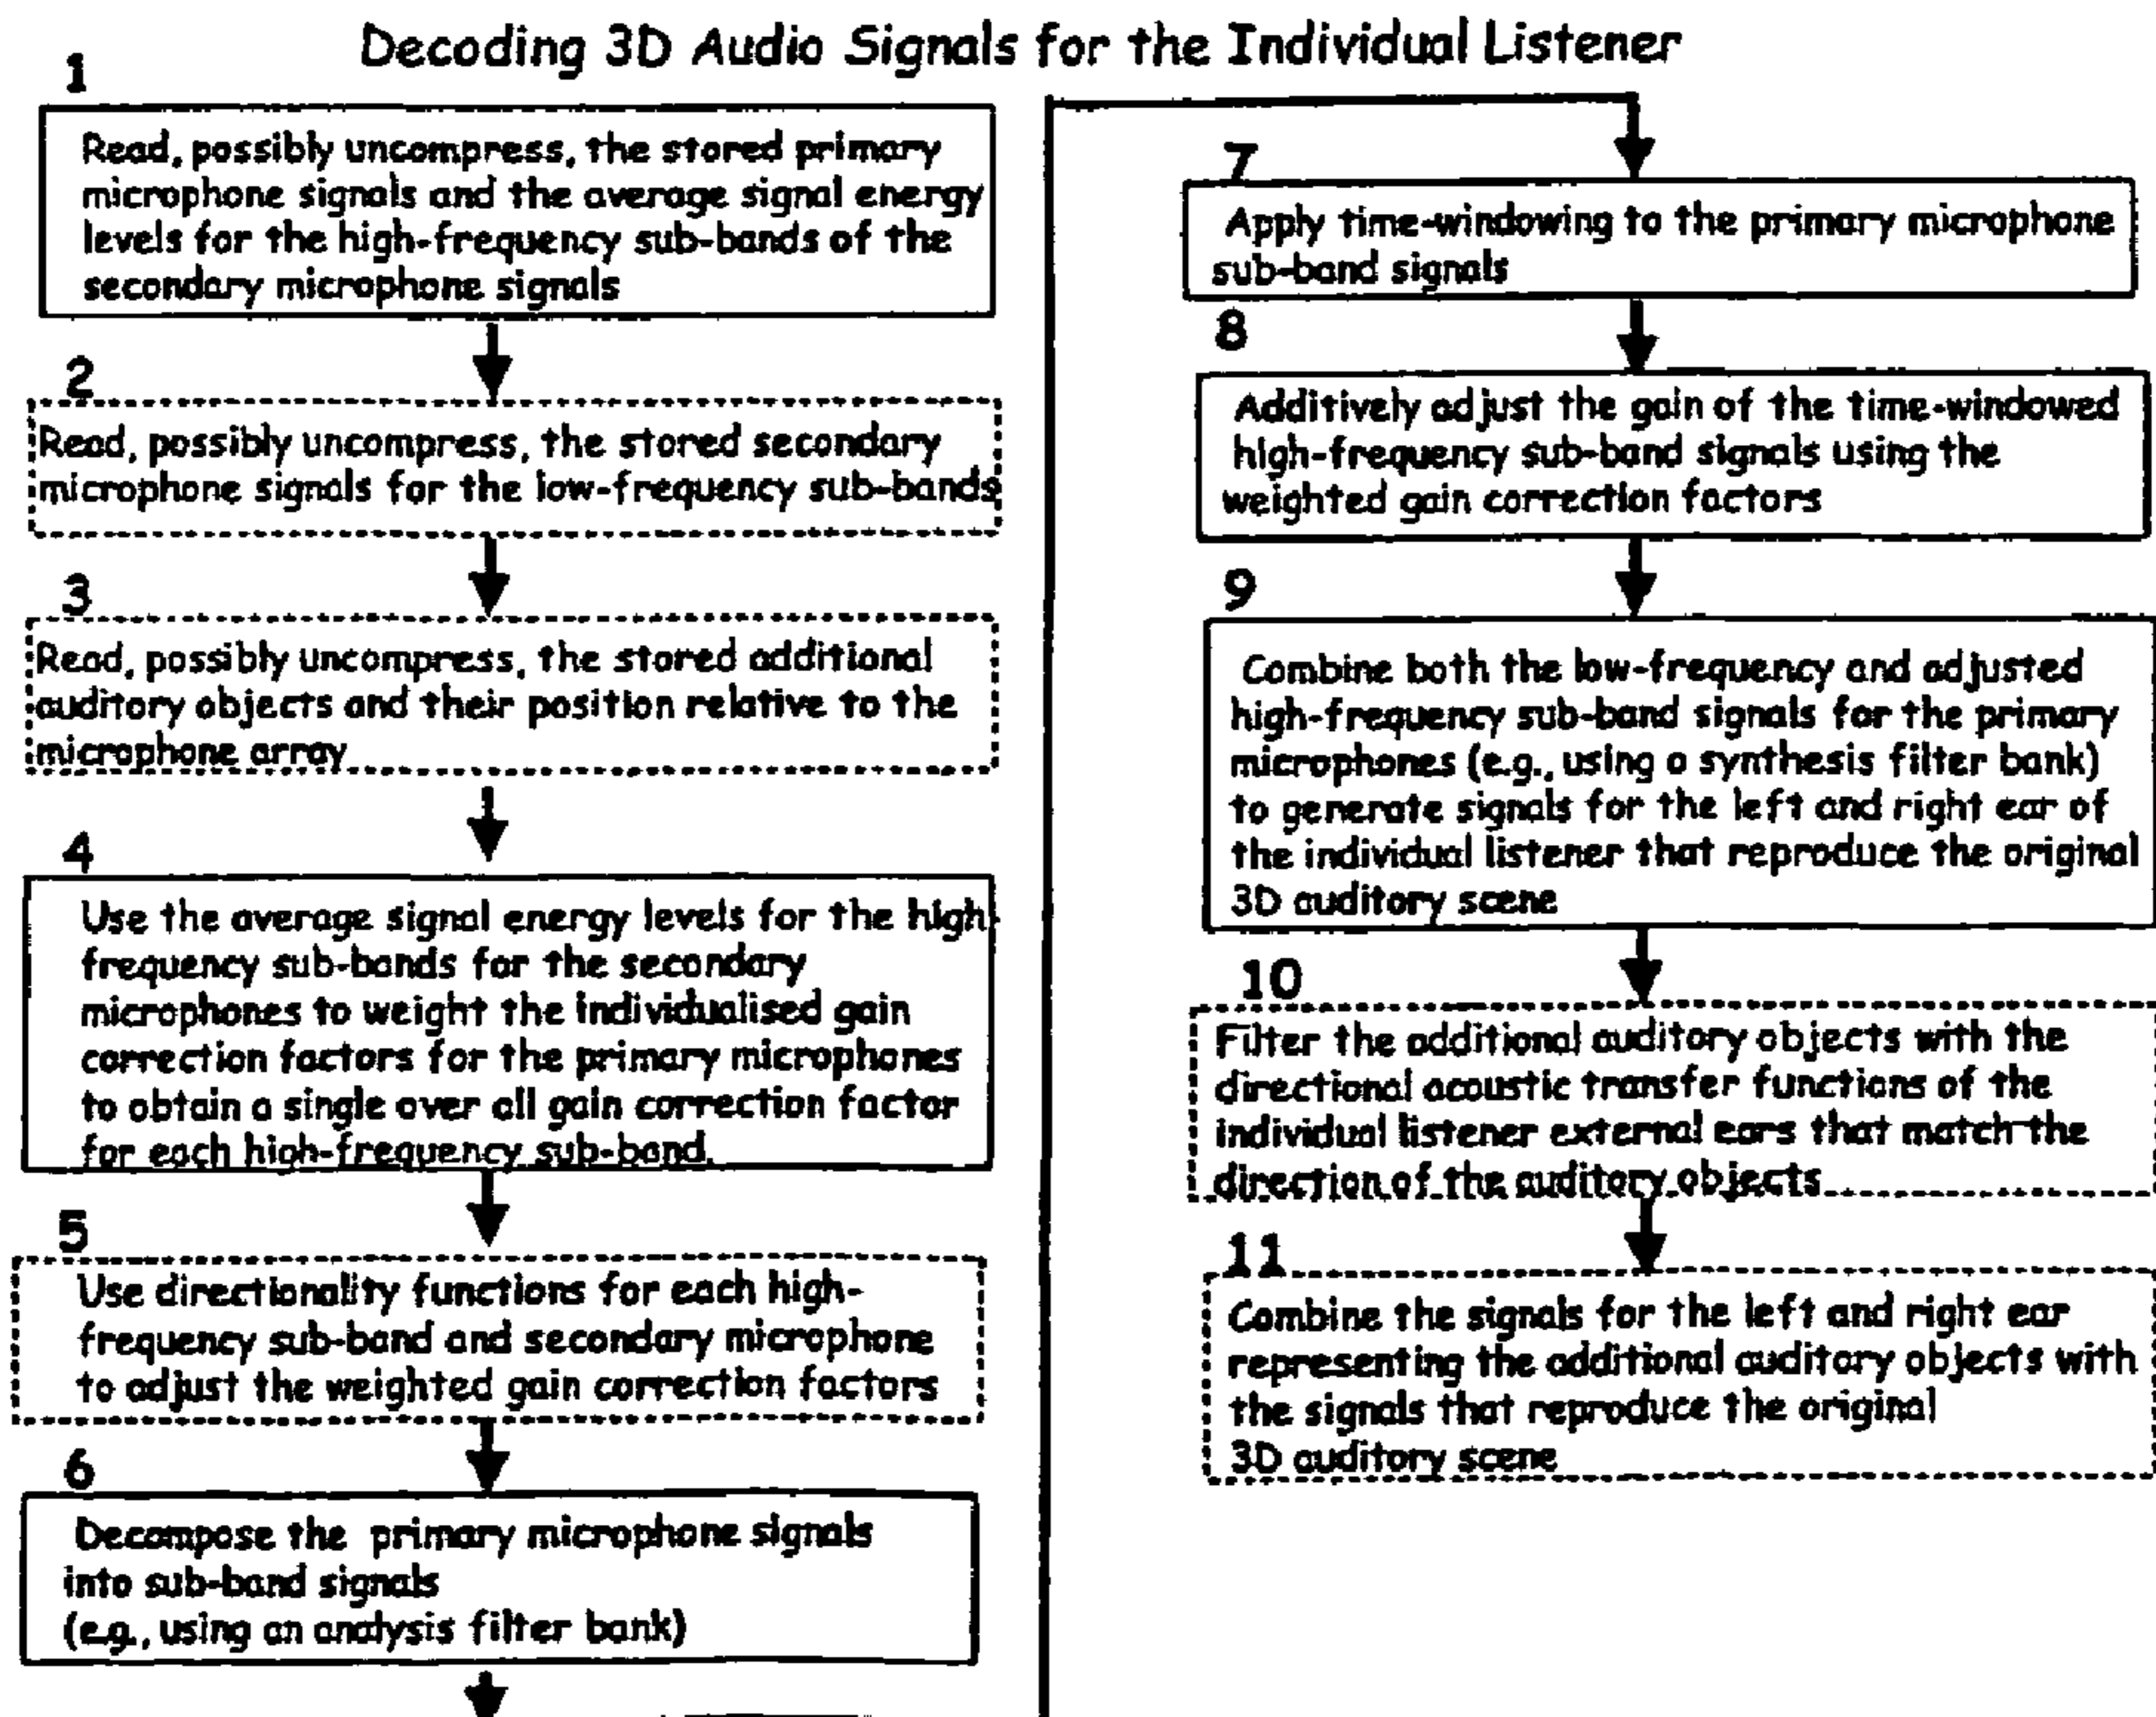 Decoding 3D Audio Signals for the Individual Listener
1
Read, possibly uncompress, the stored primary
microphone signals and the average signal energy
levels for the high-frequency sub-bands of the
secondary microphone signals
2
Read, possibly uncompress, the stored secondary
microphone signals for the low-frequency sub-bands
3
Read, possibly uncompress, the stored additional
auditory objects and their position relative to the
microphone array
4
Use the average signal energy levels for the high-
frequency sub-bands for the secondary
microphones to weight the individualised gain
correction factors for the primary microphones
to obtain a single over all gain correction factor
for each high-frequency sub-band.
5
Use directionality functions for each high-
frequency sub-band and secondary microphone
to adjust the weighted gain correction factors
6
Decompose the primary microphone signals
into sub-band signals
(e.g., using an analysis filter bank)
7
Apply time-windowing to the primary microphone
sub-band signals
8
Additively adjust the gain of the time-windowed
high-frequency sub-band signals using the
weighted gain correction factors
9
Combine both the low-frequency and adjusted
high-frequency sub-band signals for the primary
microphones (e.g., using a synthesis filter bank)
to generate signals for the left and right ear of
the individual listener that reproduce the original
3D auditory scene
10
Filter the additional auditory objects with the
directional acoustic transfer functions of the
individual listener external ears that match the
direction of the auditory objects
11
Combine the signals for the left and right ear
representing the additional auditory objects with
the signals that reproduce the original
3D auditory scene